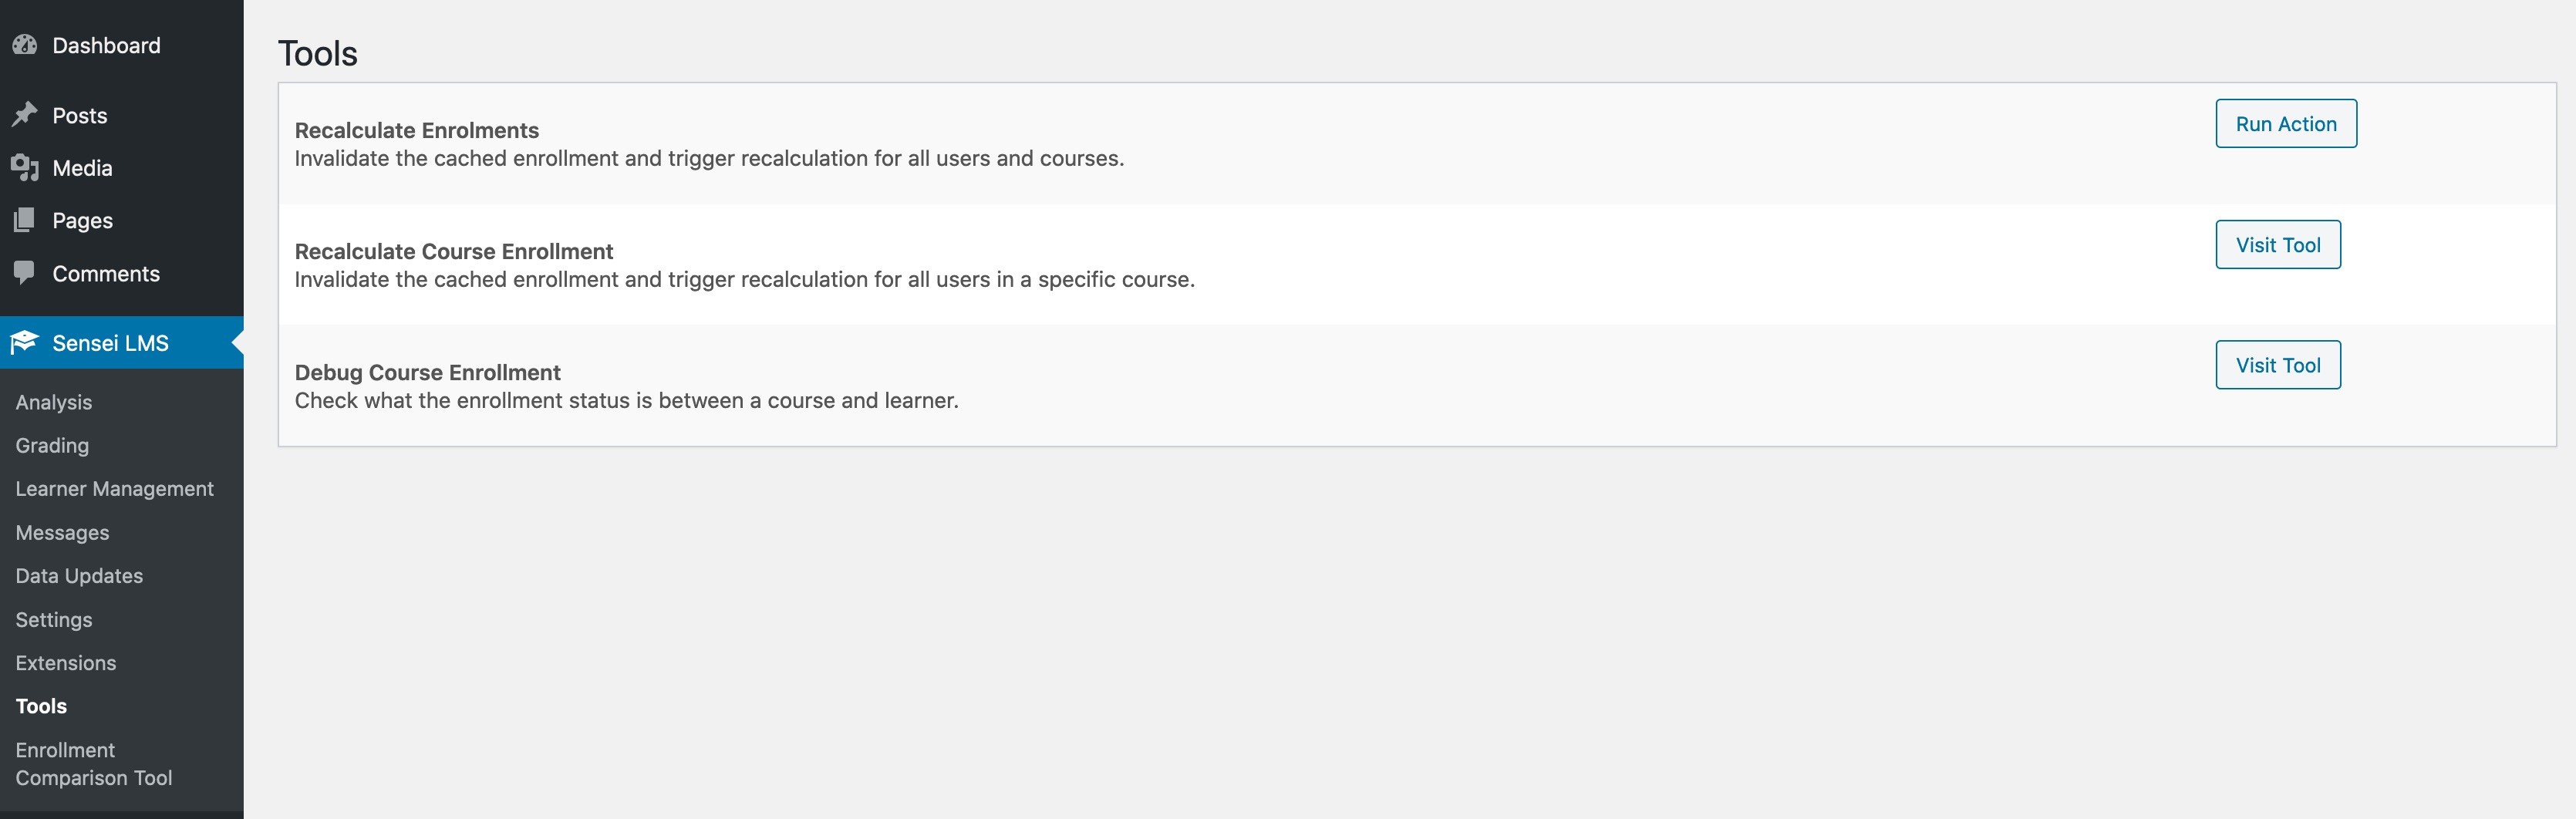 Dashboard
Posts
Media
Pages
Comments
Sensei LMS
Analysis
Grading
Learner Management
Messages
Data Updates
Settings
Extensions
Tools
Enrollment
Comparison Tool
Tools
Recalculate Enrolments
Invalidate the cached enrollment and trigger recalculation for all users and courses.
Run Action
Recalculate Course Enrollment
Invalidate the cached enrollment and trigger recalculation for all users in a specific course.
Visit Tool
Debug Course Enrollment
Check what the enrollment status is between a course and learner.
Visit Tool